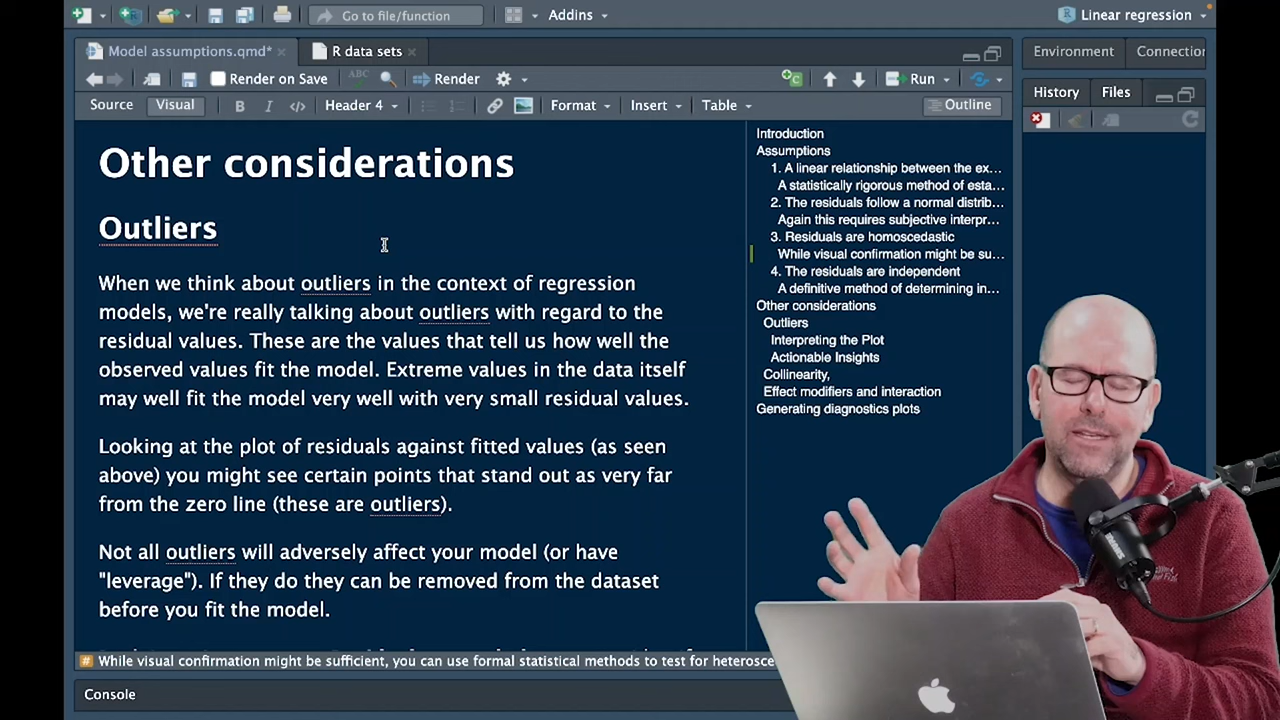 Go to file/function
Addins
Linear regression
Model assumptions.qmd*
R data sets
Environment
Connectio
Render on Save
ABC
Render
Run
History
Files
Source
Visual
B
I
Header 4
Format
Insert
Table
Outline
Other considerations
Outliers
When we think about outliers in the context of regression
models, we're really talking about outliers with regard to the
residual values. These are the values that tell us how well the
observed values fit the model. Extreme values in the data itself
may well fit the model very well with very small residual values.
Looking at the plot of residuals against fitted values (as seen
above) you might see certain points that stand out as very far
from the zero line (these are outliers).
Not all outliers will adversely affect your model (or have
"leverage"). If they do they can be removed from the dataset
before you fit the model.
Introduction
Assumptions
1. A linear relationship between the ex...
A statistically rigorous method of esta...
2. The residuals follow a normal distrib...
Again this requires subjective interpr...
3. Residuals are homoscedastic
While visual confirmation might be su...
4. The residuals are independent
A definitive method of determining in...
Other considerations
Outliers
Interpreting the Plot
Actionable Insights
Collinearity,
Effect modifiers and interaction
Generating diagnostics plots
# While visual confirmation might be sufficient, you can use formal statistical methods to test for heterosce
Console